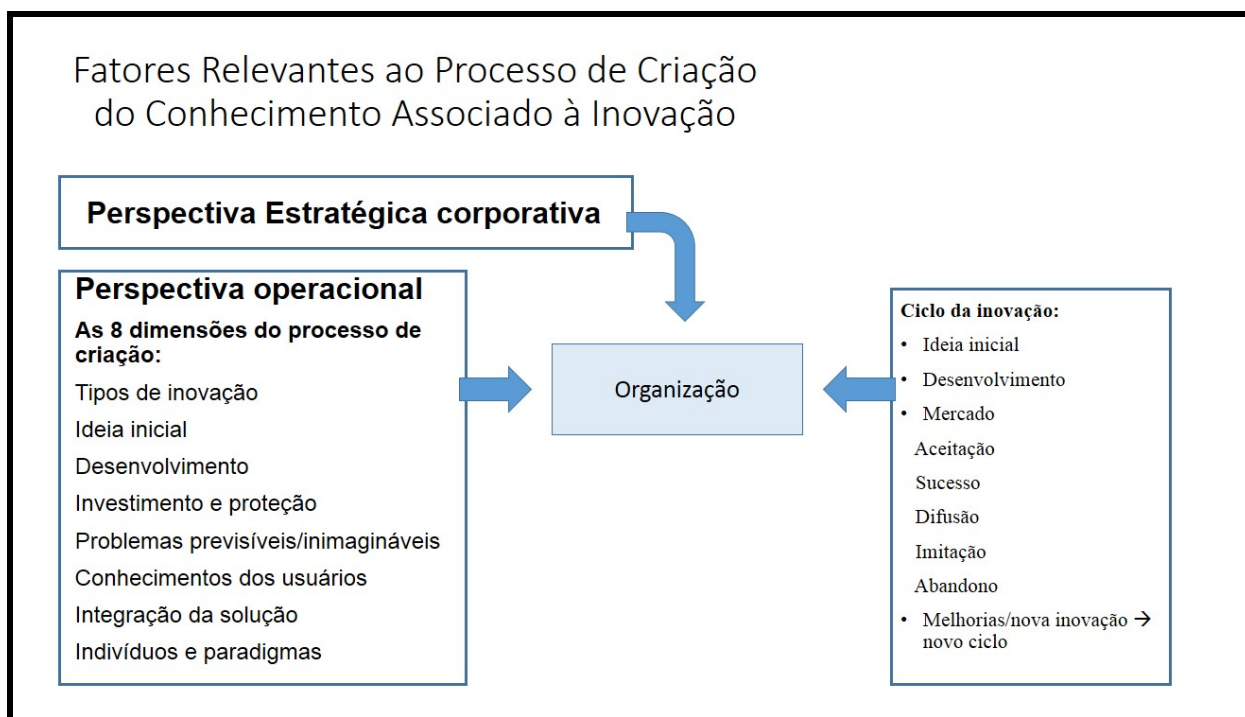 Fatores Relevantes ao Processo de Criação
do Conhecimento Associado à Inovação
Perspectiva Estratégica corporativa
Perspectiva operacional
As 8 dimensões do processo de
criação:
Tipos de inovação
Ideia inicial
Desenvolvimento
Investimento e proteção
Problemas previsíveis/inimagináveis
Conhecimentos dos usuários
Integração da solução
Indivíduos e paradigmas
Organização
Ciclo da inovação:
• Ideia inicial
• Desenvolvimento
• Mercado
Aceitação
Sucesso
Difusão
Imitação
Abandono
• Melhorias/nova inovação →
novo ciclo